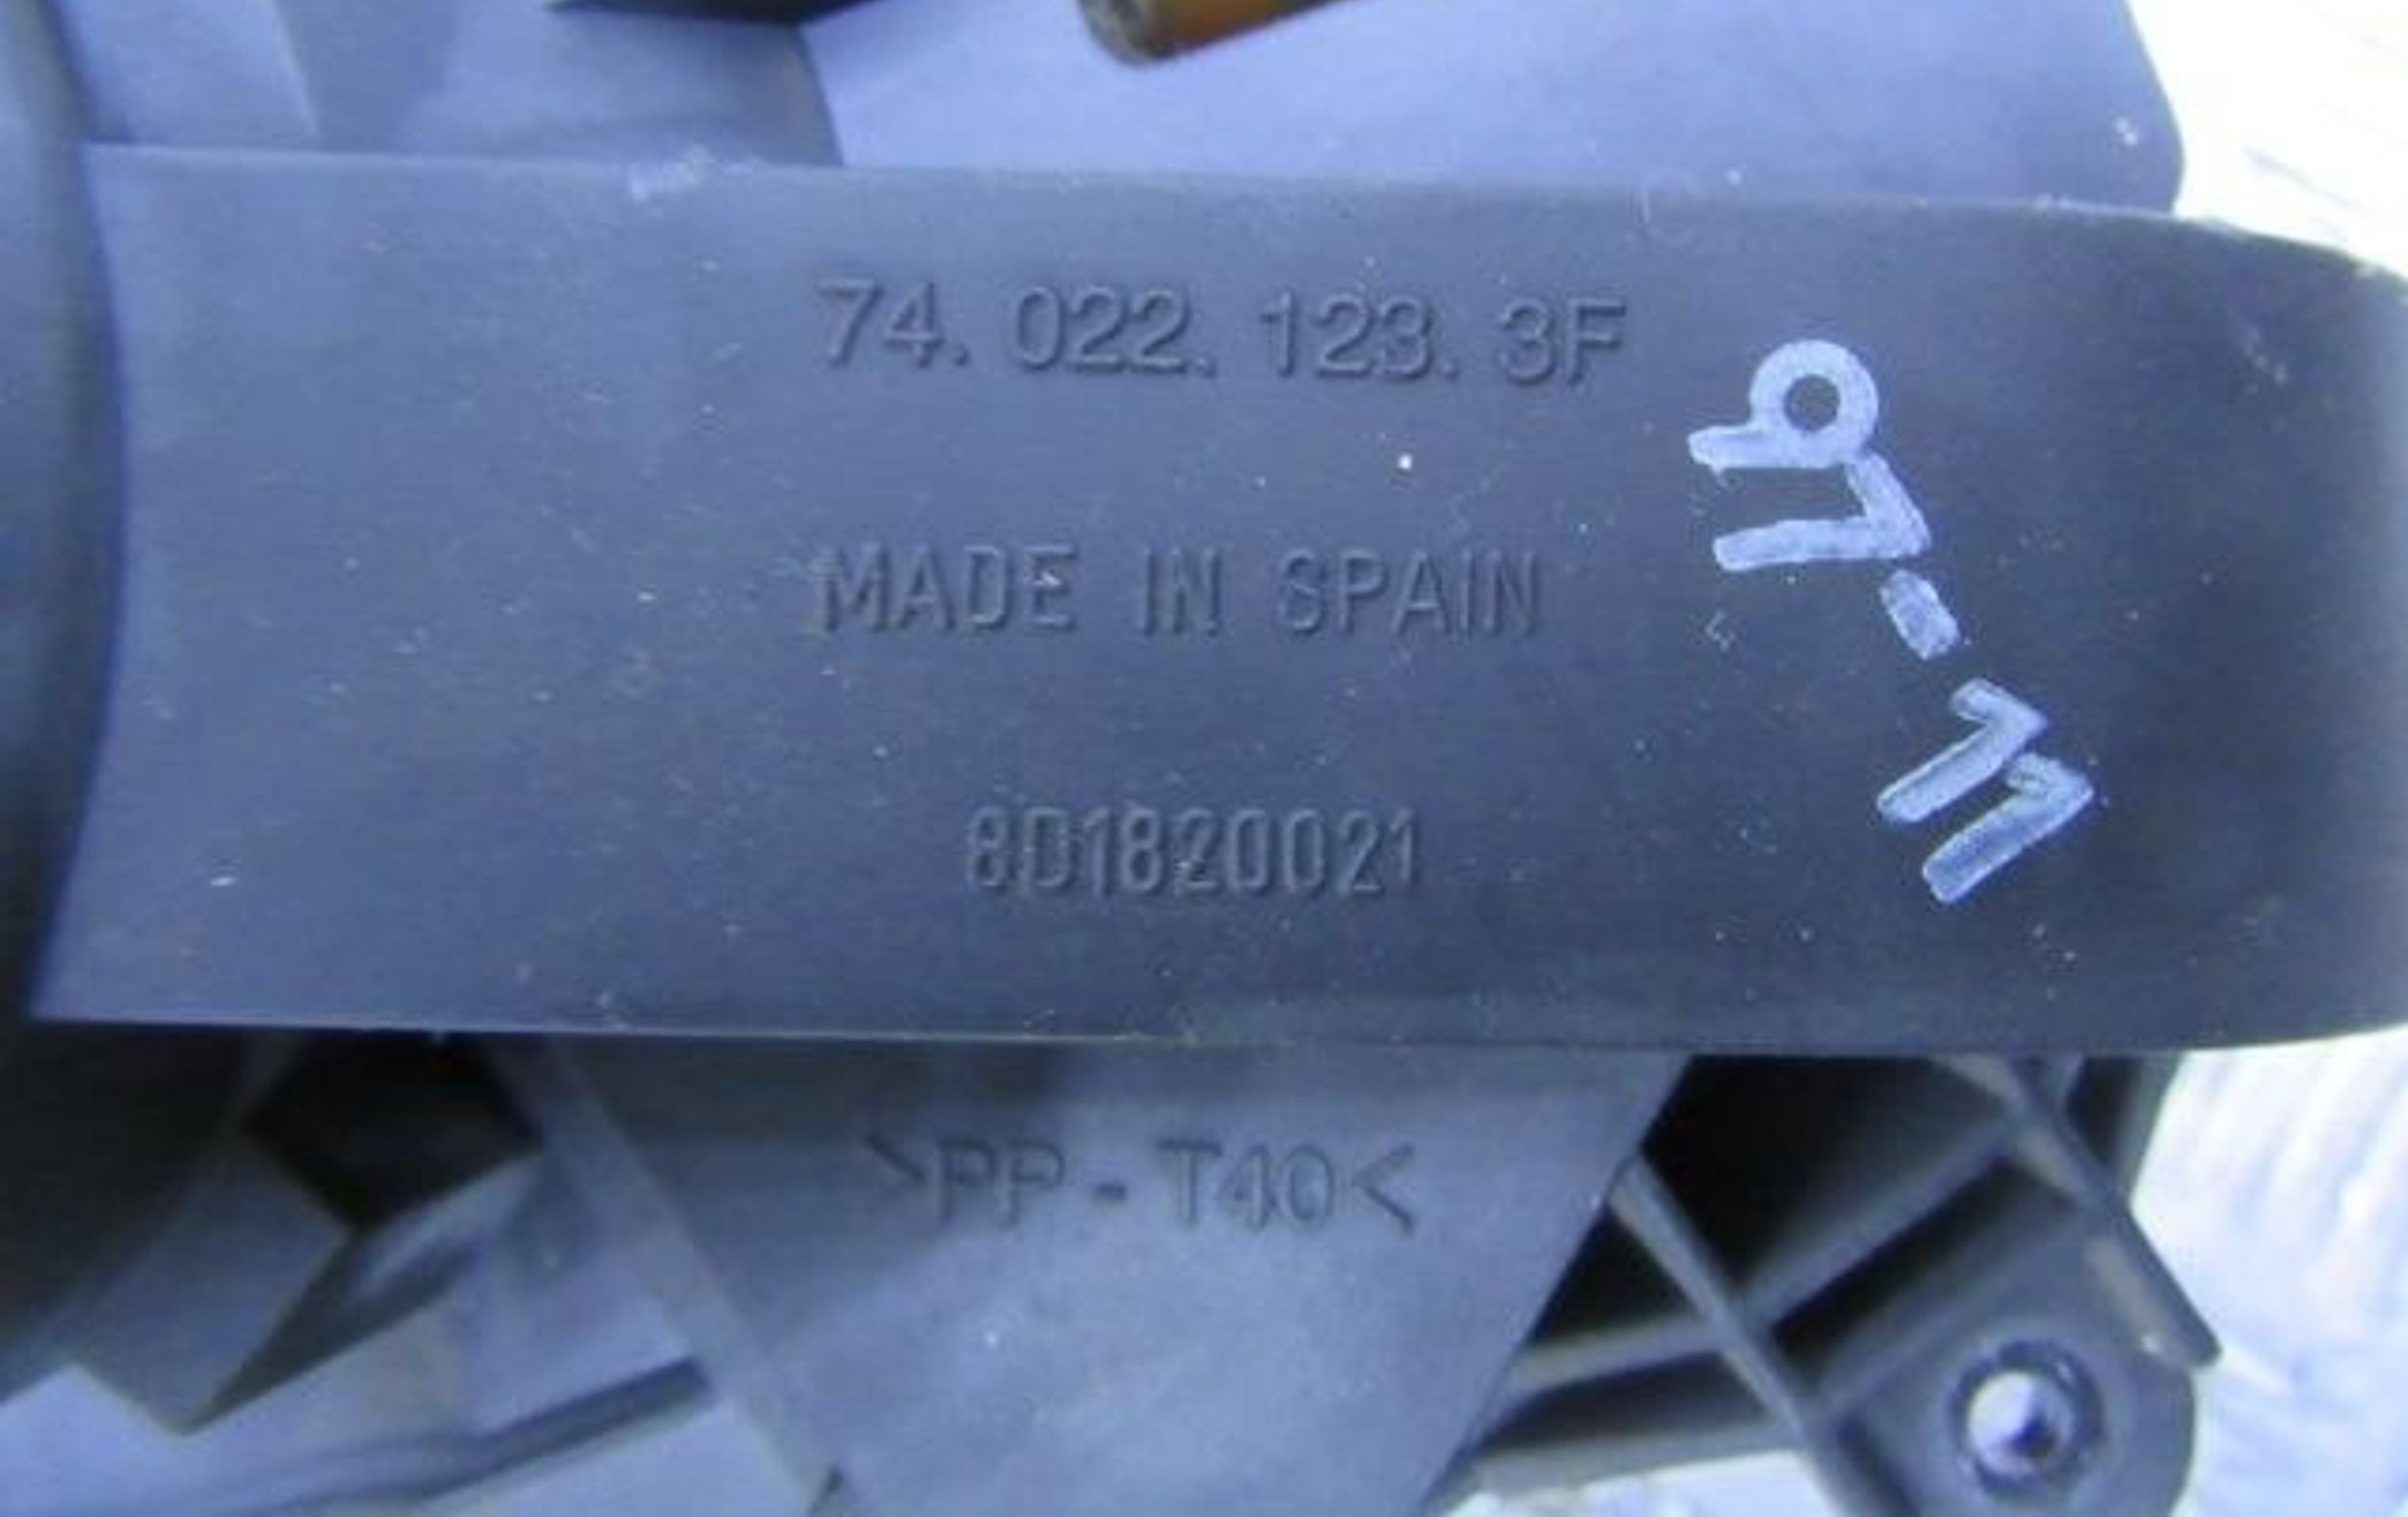 74. 022. 123. 3F
97-11
MADE IN SPAIN
8D1820021
>PP-T40<